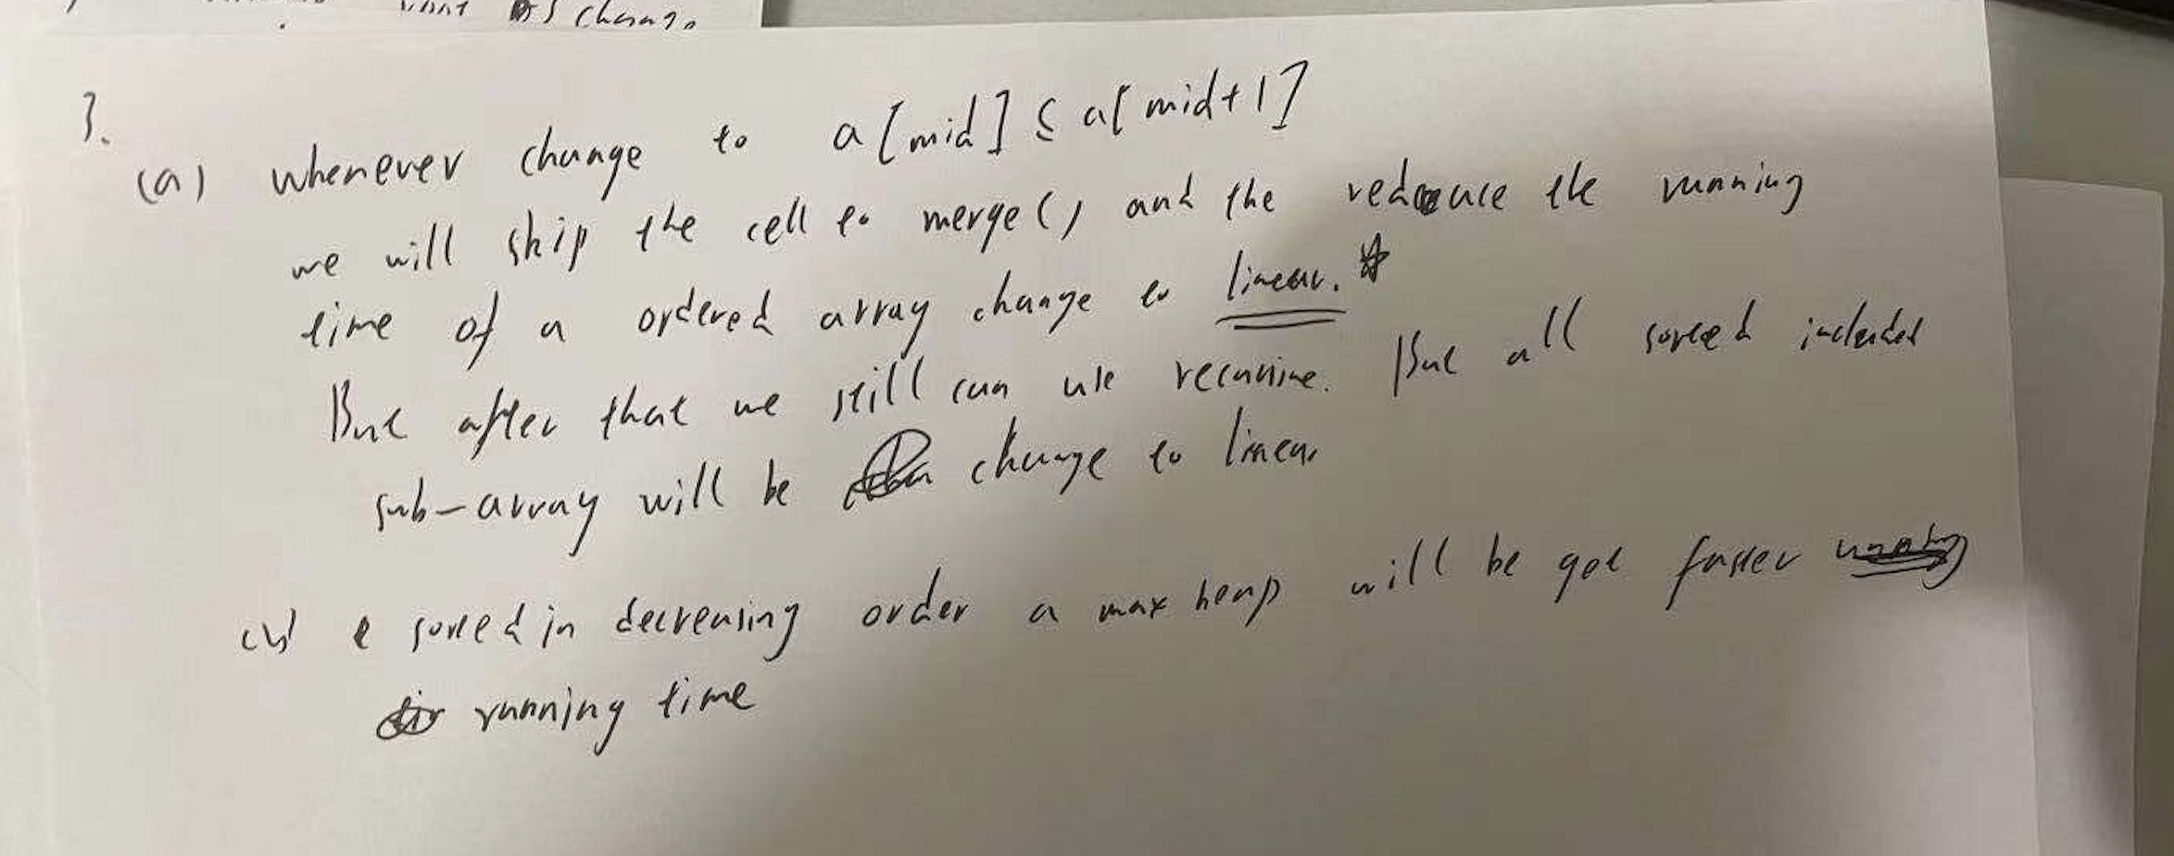 change
3.
(a) whenever change to a[mid] ≤ a[mid+1]
we will skip the cell to merge() and the reduce the running
time of a ordered array change to linear. ☆
But after that we still can use recursive. But all sorted included
sub-array will be change to linear
(b) sorted in decreasing order a max heap will be get faster
running time